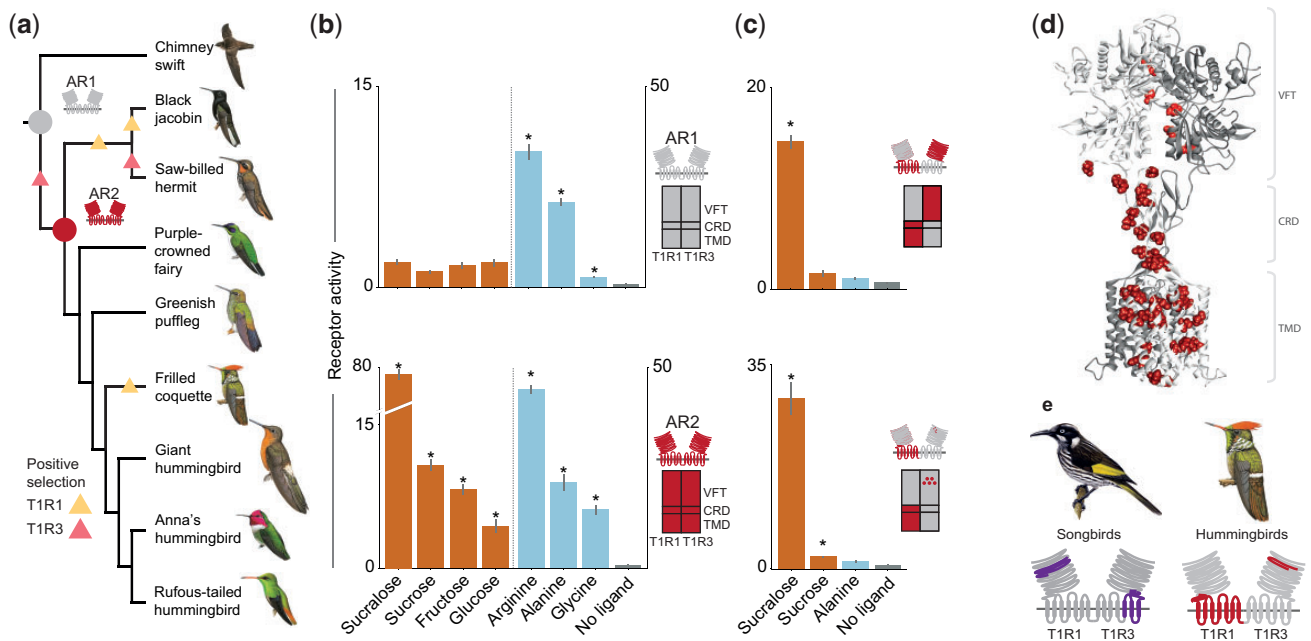 (a)
Chimney
swift
AR1
Black
jacobin
Saw-billed
hermit
AR2
Purple-
crowned
fairy
Greenish
puffleg
Frilled
coquette
Giant
hummingbird
Positive
selection
T1R1
T1R3
Anna's
hummingbird
Rufous-tailed
hummingbird
(b)
Receptor activity
15
0
50
AR1
VFT
CRD
TMD
T1R1 T1R3
* * *
80
15
0
50
AR2
VFT
CRD
TMD
T1R1 T1R3
* * * * * * *
Sucralose
Sucrose
Fructose
Glucose
Arginine
Alanine
Glycine
No ligand
(c)
20
0
*
35
0
* *
Sucralose
Sucrose
Alanine
No ligand
(d)
VFT
CRD
TMD
e
Songbirds
Hummingbirds
T1R1 T1R3
T1R1 T1R3